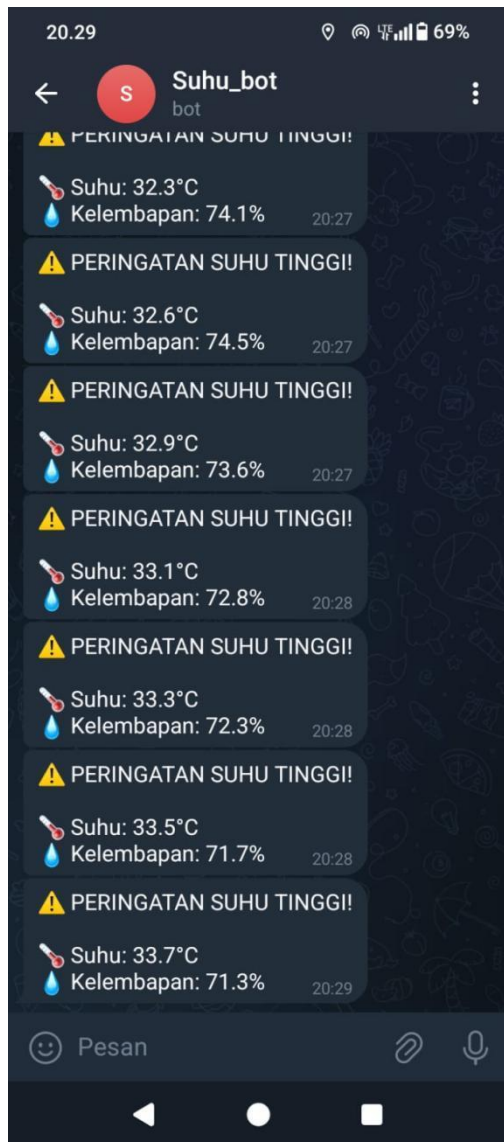 20.29
LTE
69%
S
Suhu_bot
bot
PERINGATAN SUHU TINGGI!
Suhu: 32.3°C
Kelembapan: 74.1% 20:27
PERINGATAN SUHU TINGGI!
Suhu: 32.6°C
Kelembapan: 74.5% 20:27
PERINGATAN SUHU TINGGI!
Suhu: 32.9°C
Kelembapan: 73.6% 20:27
PERINGATAN SUHU TINGGI!
Suhu: 33.1°C
Kelembapan: 72.8% 20:28
PERINGATAN SUHU TINGGI!
Suhu: 33.3°C
Kelembapan: 72.3% 20:28
PERINGATAN SUHU TINGGI!
Suhu: 33.5°C
Kelembapan: 71.7% 20:28
PERINGATAN SUHU TINGGI!
Suhu: 33.7°C
Kelembapan: 71.3% 20:29
Pesan